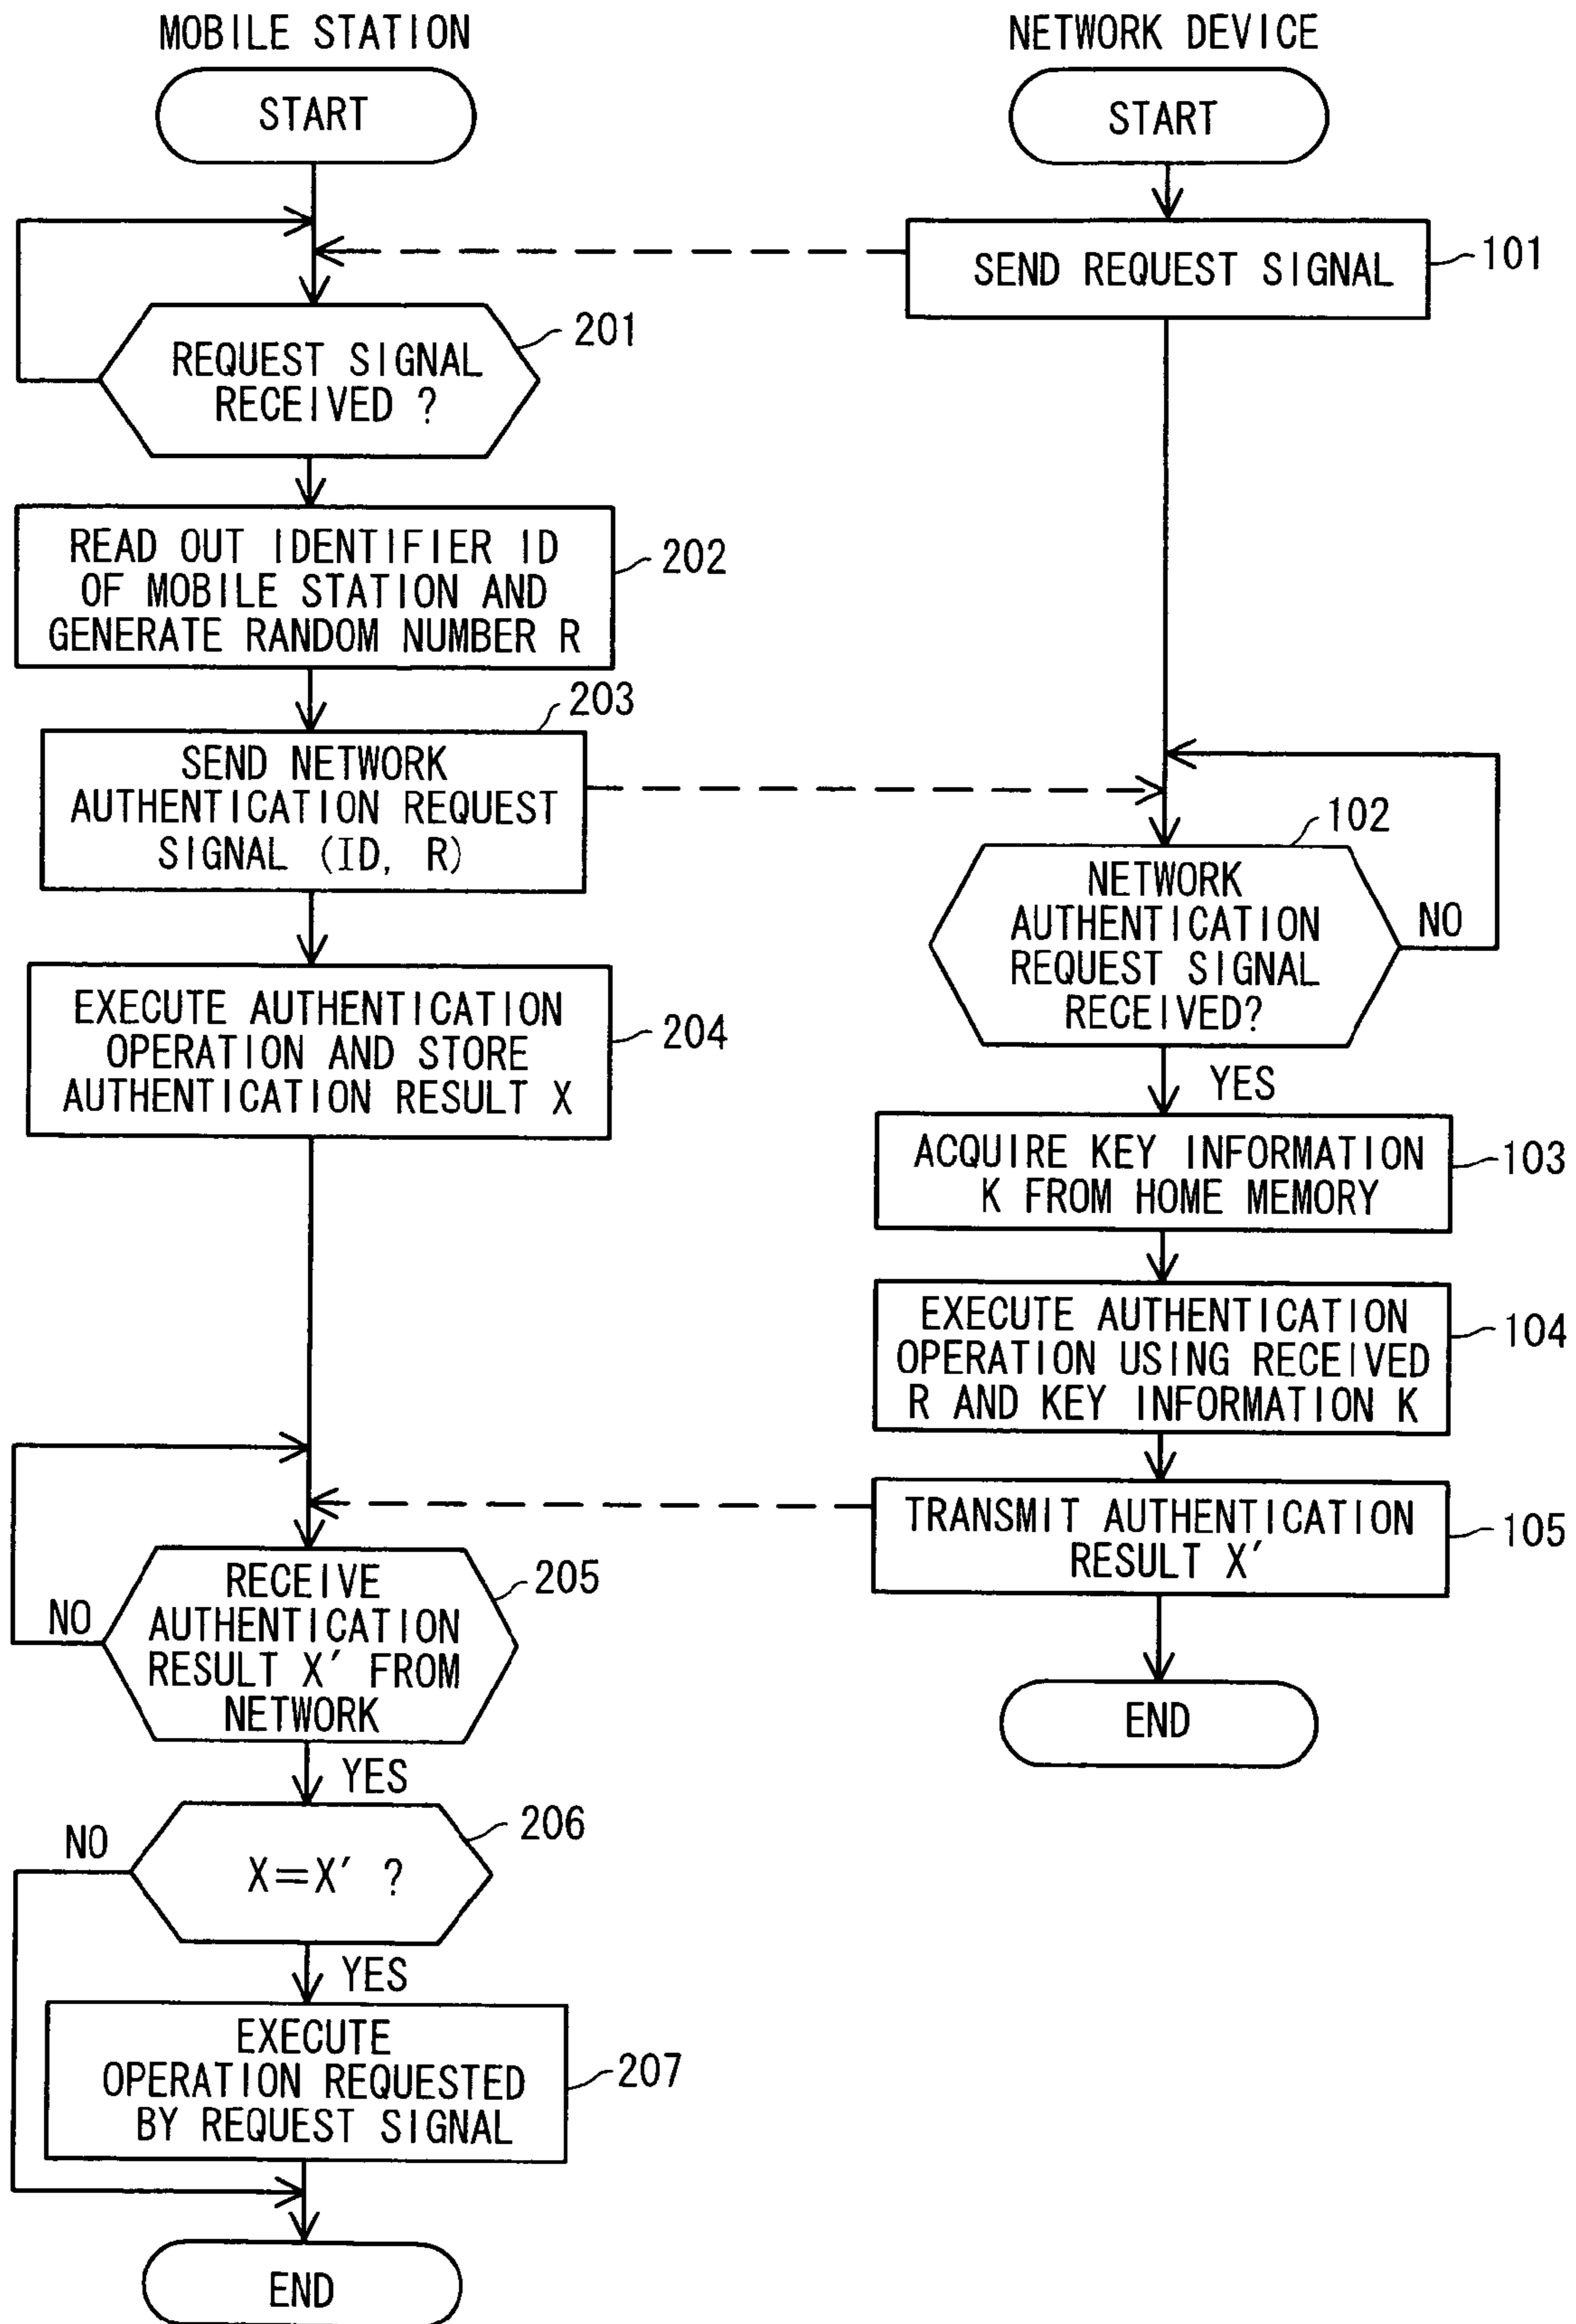 MOBILE STATION
START
REQUEST SIGNAL
RECEIVED ?
201
READ OUT IDENTIFIER ID
OF MOBILE STATION AND
GENERATE RANDOM NUMBER R
202
203
SEND NETWORK
AUTHENTICATION REQUEST
SIGNAL (ID, R)
EXECUTE AUTHENTICATION
OPERATION AND STORE
AUTHENTICATION RESULT X
204
RECEIVE
AUTHENTICATION
RESULT X' FROM
NETWORK
205
NO
YES
X=X' ?
206
NO
YES
EXECUTE
OPERATION REQUESTED
BY REQUEST SIGNAL
207
END
NETWORK DEVICE
START
SEND REQUEST SIGNAL
101
102
NETWORK
AUTHENTICATION
REQUEST SIGNAL
RECEIVED?
NO
YES
ACQUIRE KEY INFORMATION
K FROM HOME MEMORY
103
EXECUTE AUTHENTICATION
OPERATION USING RECEIVED
R AND KEY INFORMATION K
104
TRANSMIT AUTHENTICATION
RESULT X'
105
END